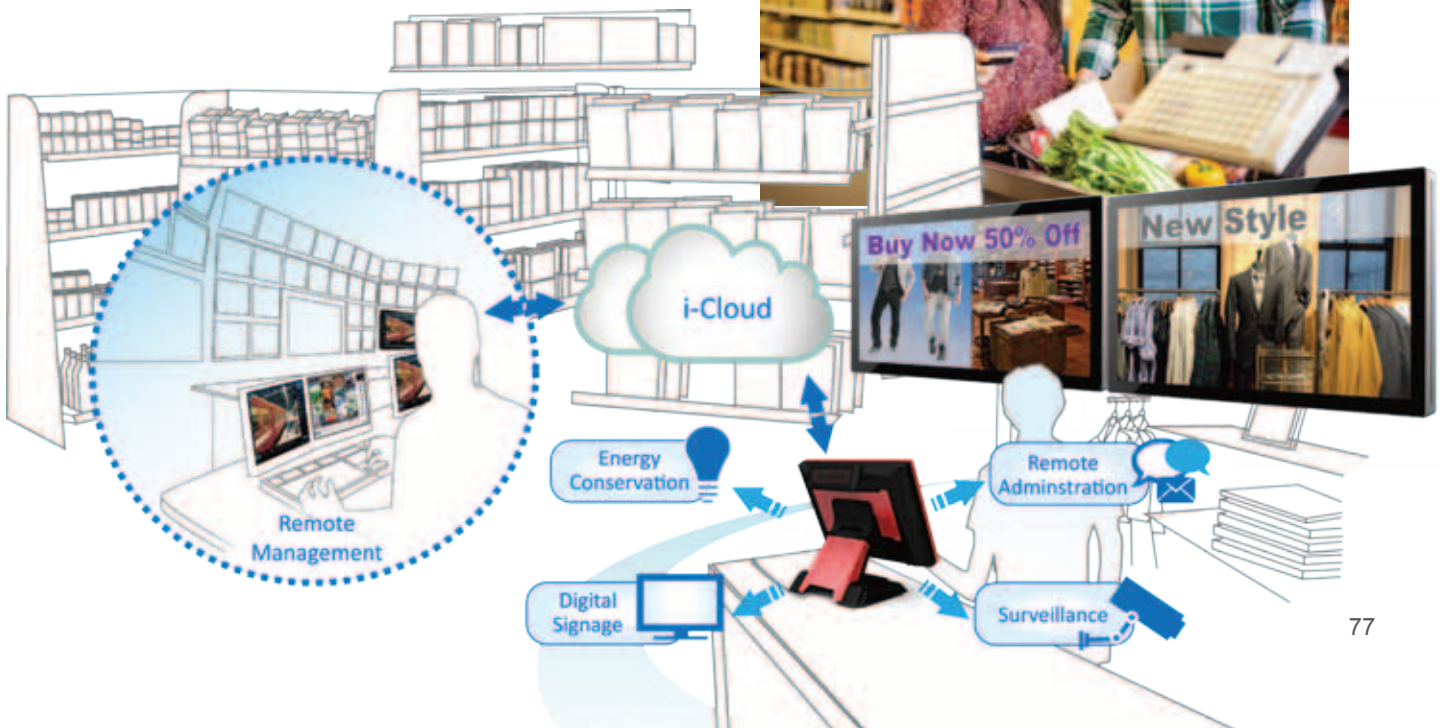 Buy Now 50% Off
New Style
i-Cloud
Energy
Conservation
Remote
Adminstration
Remote
Management
Digital
Signage
Surveillance
77